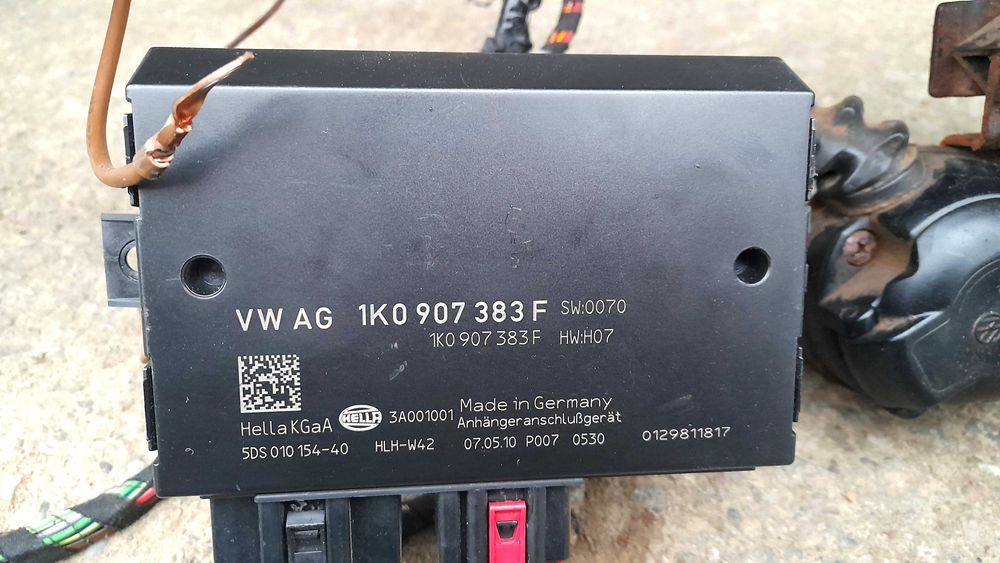 VW AG 1K0 907 383 F SW:0070
1K0 907 383 F HW:H07
Hella KGaA HELLA 3A001001 Made in Germany
Anhängeranschlußgerät
5DS 010 154-40 HLH-W42 07.05.10 P007 0530 0129811817